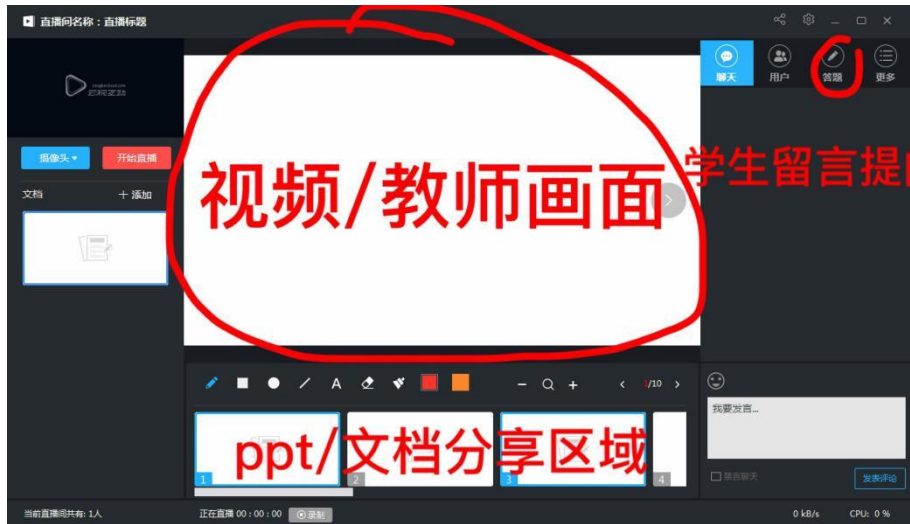 直播间名称：直播标题
聊天 用户 答题 更多
摄像头 开始直播
文档 + 添加
视频/教师画面
学生留言提
A
1/10
我要发言...
ppt/文档分享区域
1 2 3 4
禁言聊天 发表评论
当前直播间共有: 1人 正在直播 00 : 00 : 00 录制 0 kB/s CPU: 0 %